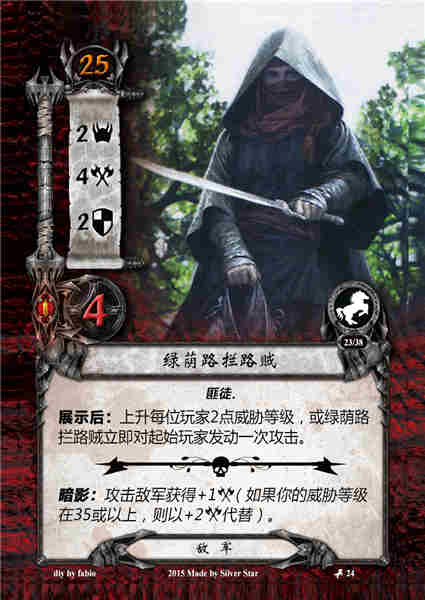 25
2
4
2
4
23/38
绿荫路拦路贼
匪徒.
展示后：上升每位玩家2点威胁等级，或绿荫路
拦路贼立即对起始玩家发动一次攻击。
暗影：攻击敌军获得+1（如果你的威胁等级
在35或以上，则以+2代替）。
敌军
diy by fabio 2015 Made by Silver Star 24